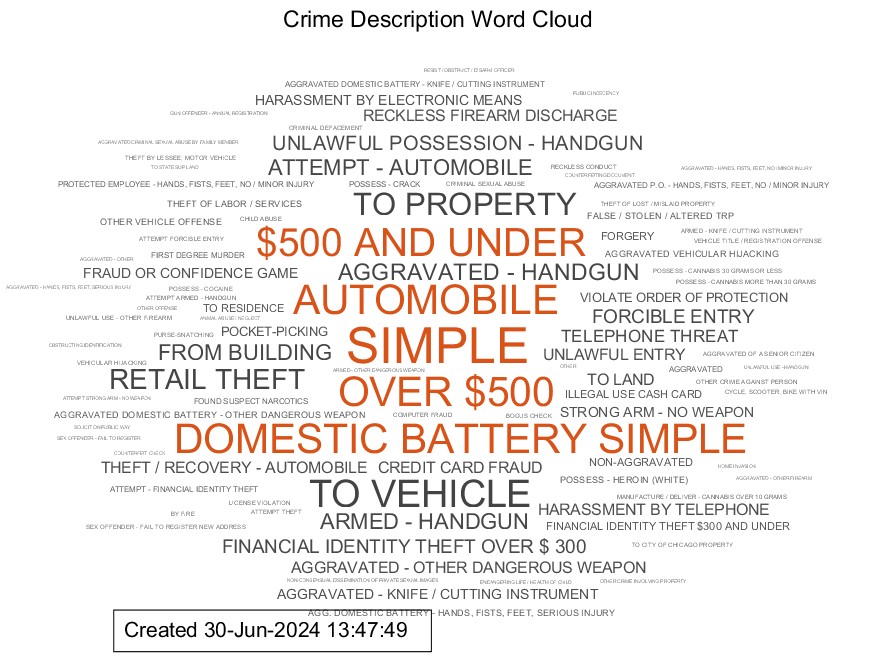 Crime Description Word Cloud
RESIST / OBSTRUCT / DISARM OFFICER
AGGRAVATED DOMESTIC BATTERY - KNIFE / CUTTING INSTRUMENT
PUBLIC INDECENCY
HARASSMENT BY ELECTRONIC MEANS
GUN OFFENDER - ANNUAL REGISTRATION
RECKLESS FIREARM DISCHARGE
CRIMINAL DEFACEMENT
AGGRAVATED CRIMINAL SEXUAL ABUSE BY FAMILY MEMBER
UNLAWFUL POSSESSION - HANDGUN
THEFT BY LESSEE, MOTOR VEHICLE
TO STATE SUP LAND
ATTEMPT - AUTOMOBILE
RECKLESS CONDUCT
AGGRAVATED - HANDS, FISTS, FEET, NO / MINOR INJURY
COUNTERFEITING DOCUMENT
PROTECTED EMPLOYEE - HANDS, FISTS, FEET, NO / MINOR INJURY
POSSESS - CRACK
CRIMINAL SEXUAL ABUSE
AGGRAVATED P.O. - HANDS, FISTS, FEET, NO / MINOR INJURY
THEFT OF LABOR / SERVICES
TO PROPERTY
THEFT OF LOST / MISLAID PROPERTY
OTHER VEHICLE OFFENSE
CHILD ABUSE
FALSE / STOLEN / ALTERED TRP
ATTEMPT FORCIBLE ENTRY
$500 AND UNDER
FORGERY
ARMED - KNIFE / CUTTING INSTRUMENT
VEHICLE TITLE / REGISTRATION OFFENSE
AGGRAVATED - OTHER
FIRST DEGREE MURDER
AGGRAVATED VEHICULAR HIJACKING
FRAUD OR CONFIDENCE GAME
AGGRAVATED - HANDGUN
POSSESS - CANNABIS 30 GRAMS OR LESS
AGGRAVATED - HANDS, FISTS, FEET, SERIOUS INJURY
POSSESS - COCAINE
POSSESS - CANNABIS MORE THAN 30 GRAMS
ATTEMPT ARMED - HANDGUN
AUTOMOBILE
VIOLATE ORDER OF PROTECTION
OTHER OFFENSE
TO RESIDENCE
UNLAWFUL USE - OTHER FIREARM
ANIMAL ABUSE / NEGLECT
FORCIBLE ENTRY
PURSE-SNATCHING
POCKET-PICKING
TELEPHONE THREAT
OBSTRUCTING IDENTIFICATION
FROM BUILDING
SIMPLE
UNLAWFUL ENTRY
AGGRAVATED OF A SENIOR CITIZEN
VEHICULAR HIJACKING
ARMED - OTHER DANGEROUS WEAPON
OTHER
AGGRAVATED
UNLAWFUL USE - HANDGUN
RETAIL THEFT
TO LAND
OTHER CRIME AGAINST PERSON
ATTEMPT STRONG ARM - NO WEAPON
FOUND SUSPECT NARCOTICS
OVER $500
ILLEGAL USE CASH CARD
CYCLE, SCOOTER, BIKE WITH VIN
AGGRAVATED DOMESTIC BATTERY - OTHER DANGEROUS WEAPON
COMPUTER FRAUD
BOGUS CHECK
STRONG ARM - NO WEAPON
SOLICIT ON PUBLIC WAY
SEX OFFENDER - FAIL TO REGISTER
DOMESTIC BATTERY SIMPLE
COUNTERFEIT CHECK
THEFT / RECOVERY - AUTOMOBILE
CREDIT CARD FRAUD
NON-AGGRAVATED
HOME INVASION
POSSESS - HEROIN (WHITE)
AGGRAVATED - OTHER FIREARM
ATTEMPT - FINANCIAL IDENTITY THEFT
TO VEHICLE
MANUFACTURE / DELIVER - CANNABIS OVER 10 GRAMS
LICENSE VIOLATION
BY FIRE
ATTEMPT THEFT
HARASSMENT BY TELEPHONE
SEX OFFENDER - FAIL TO REGISTER NEW ADDRESS
ARMED - HANDGUN
FINANCIAL IDENTITY THEFT $300 AND UNDER
FINANCIAL IDENTITY THEFT OVER $ 300
TO CITY OF CHICAGO PROPERTY
AGGRAVATED - OTHER DANGEROUS WEAPON
NON-CONSENSUAL DISSEMINATION OF PRIVATE SEXUAL IMAGES
ENDANGERING LIFE / HEALTH OF CHILD
OTHER CRIME INVOLVING PROPERTY
AGGRAVATED - KNIFE / CUTTING INSTRUMENT
AGG. DOMESTIC BATTERY - HANDS, FISTS, FEET, SERIOUS INJURY
Created 30-Jun-2024 13:47:49